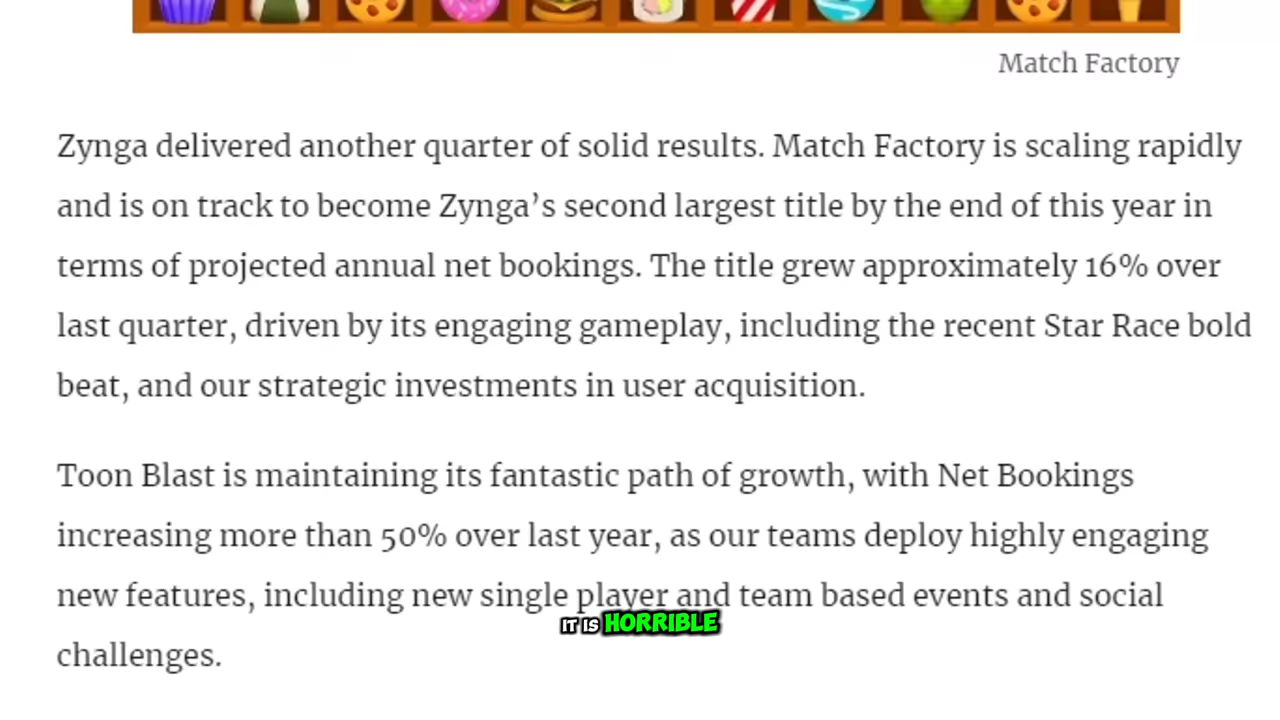 Match Factory
Zynga delivered another quarter of solid results. Match Factory is scaling rapidly
and is on track to become Zynga’s second largest title by the end of this year in
terms of projected annual net bookings. The title grew approximately 16% over
last quarter, driven by its engaging gameplay, including the recent Star Race bold
beat, and our strategic investments in user acquisition.
Toon Blast is maintaining its fantastic path of growth, with Net Bookings
increasing more than 50% over last year, as our teams deploy highly engaging
new features, including new single player and team based events and social
IT IS HORRIBLE
challenges.